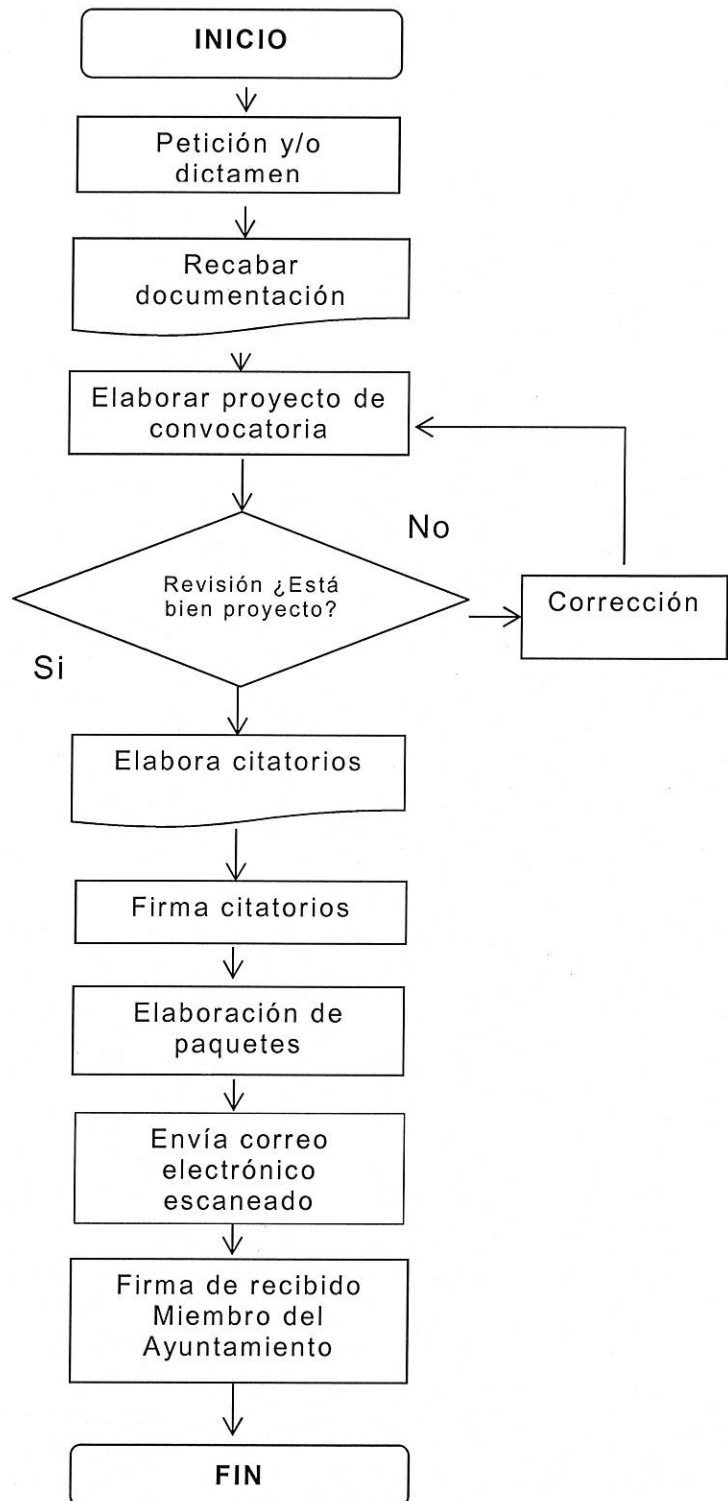 INICIO
Petición y/o
dictamen
Recabar
documentación
Elaborar proyecto de
convocatoria
No
Revisión ¿Está
bien proyecto?
Corrección
Si
Elabora citatorios
Firma citatorios
Elaboración de
paquetes
Envía correo
electrónico
escaneado
Firma de recibido
Miembro del
Ayuntamiento
FIN